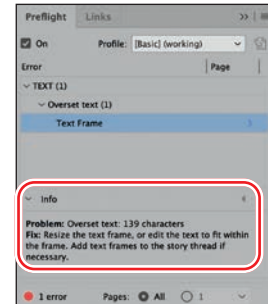 Preflight Links
On Profile: [Basic] (working)
Error Page
TEXT (1)
Overset text (1)
Text Frame
Info
Problem: Overset text: 139 characters
Fix: Resize the text frame, or edit the text to fit within
the frame. Add text frames to the story thread if
necessary.
1 error Pages: All 1